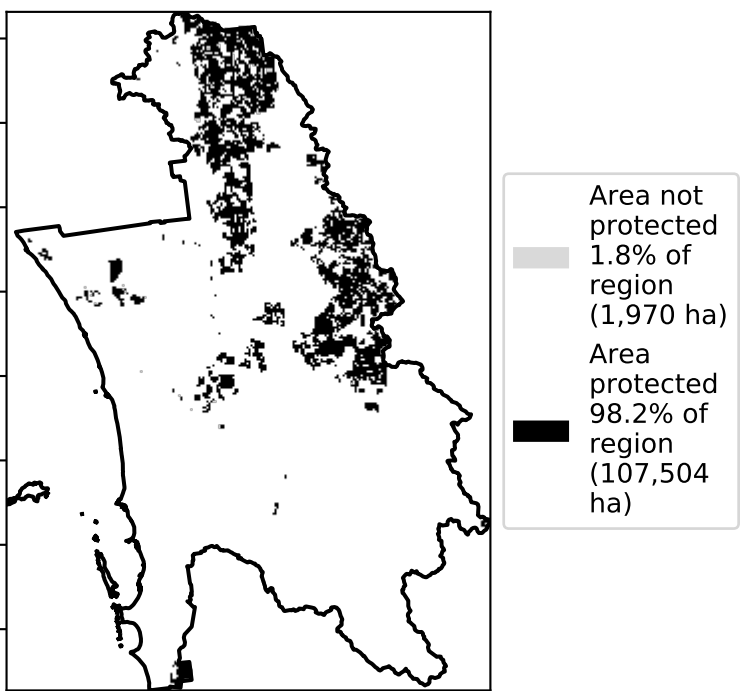 Area not
protected
1.8% of
region
(1,970 ha)
Area
protected
98.2% of
region
(107,504
ha)